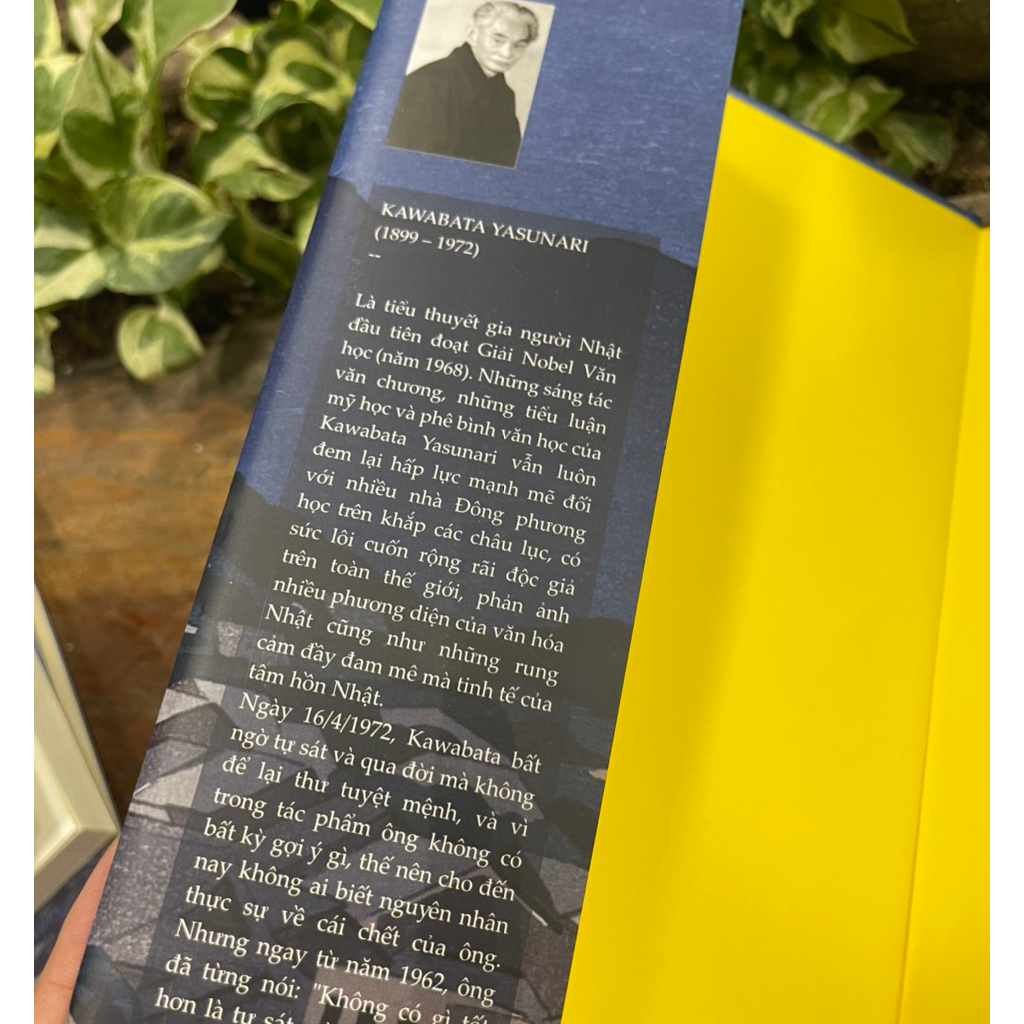 KAWABATA YASUNARI
(1899 – 1972)
--
Là tiểu thuyết gia người Nhật
đầu tiên đoạt Giải Nobel Văn
học (năm 1968). Những sáng tác
văn chương, những tiểu luận
mỹ học và phê bình văn học của
Kawabata Yasunari vẫn luôn
đem lại hấp lực mạnh mẽ đối
với nhiều nhà Đông phương
học trên khắp các châu lục, có
sức lôi cuốn rộng rãi độc giả
trên toàn thế giới, phản ảnh
nhiều phương diện của văn hóa
Nhật cũng như những rung
cảm đầy đam mê mà tinh tế của
tâm hồn Nhật.
Ngày 16/4/1972, Kawabata bất
ngờ tự sát và qua đời mà không
để lại thư tuyệt mệnh, và vì
trong tác phẩm ông không có
bất kỳ gợi ý gì, thế nên cho đến
nay không ai biết nguyên nhân
thực sự về cái chết của ông.
Nhưng ngay từ năm 1962, ông
đã từng nói: "Không có gì tốt
hơn là tự sát